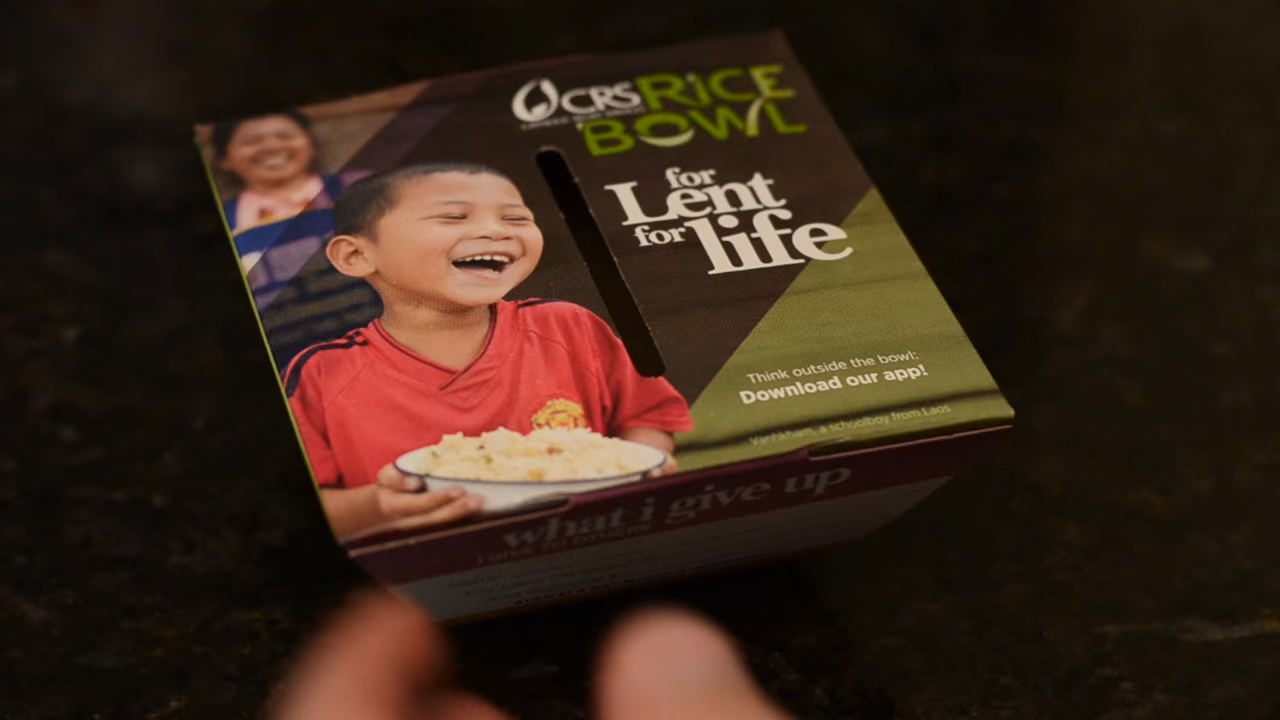 CRS RiCE
BOWL
for
Lent
for life
Think outside the bowl:
Download our app!
Vanhkham, a schoolboy from Laos
what i give up